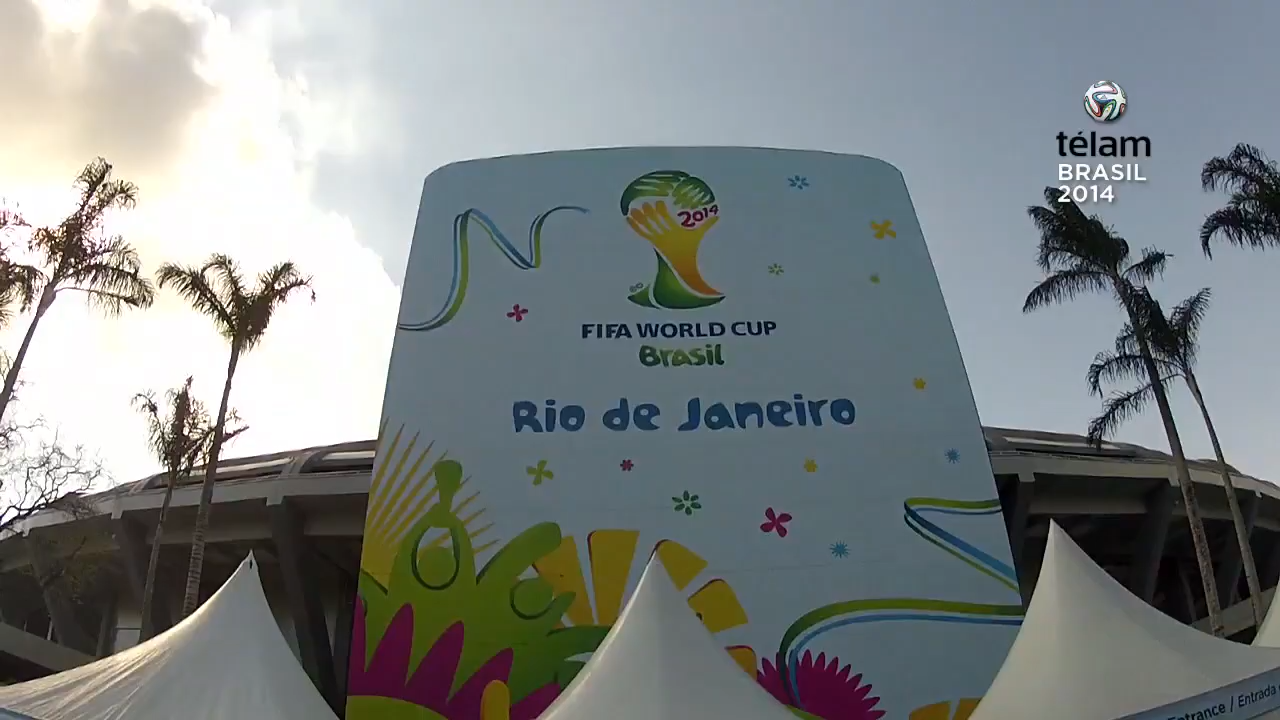 télam
BRASIL
2014
2014
FIFA WORLD CUP
Brasil
Rio de Janeiro
Entrance / Entrada